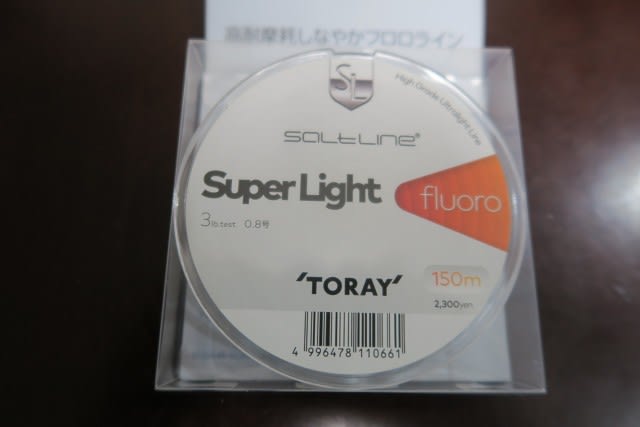 高耐摩耗しなやかフロロライン
SL
High Grade Ultralight Line
SALTLINE®
Super Light
fluoro
3lb.test 0.8号
'TORAY'
150m
2,300yen
4 996478 110661